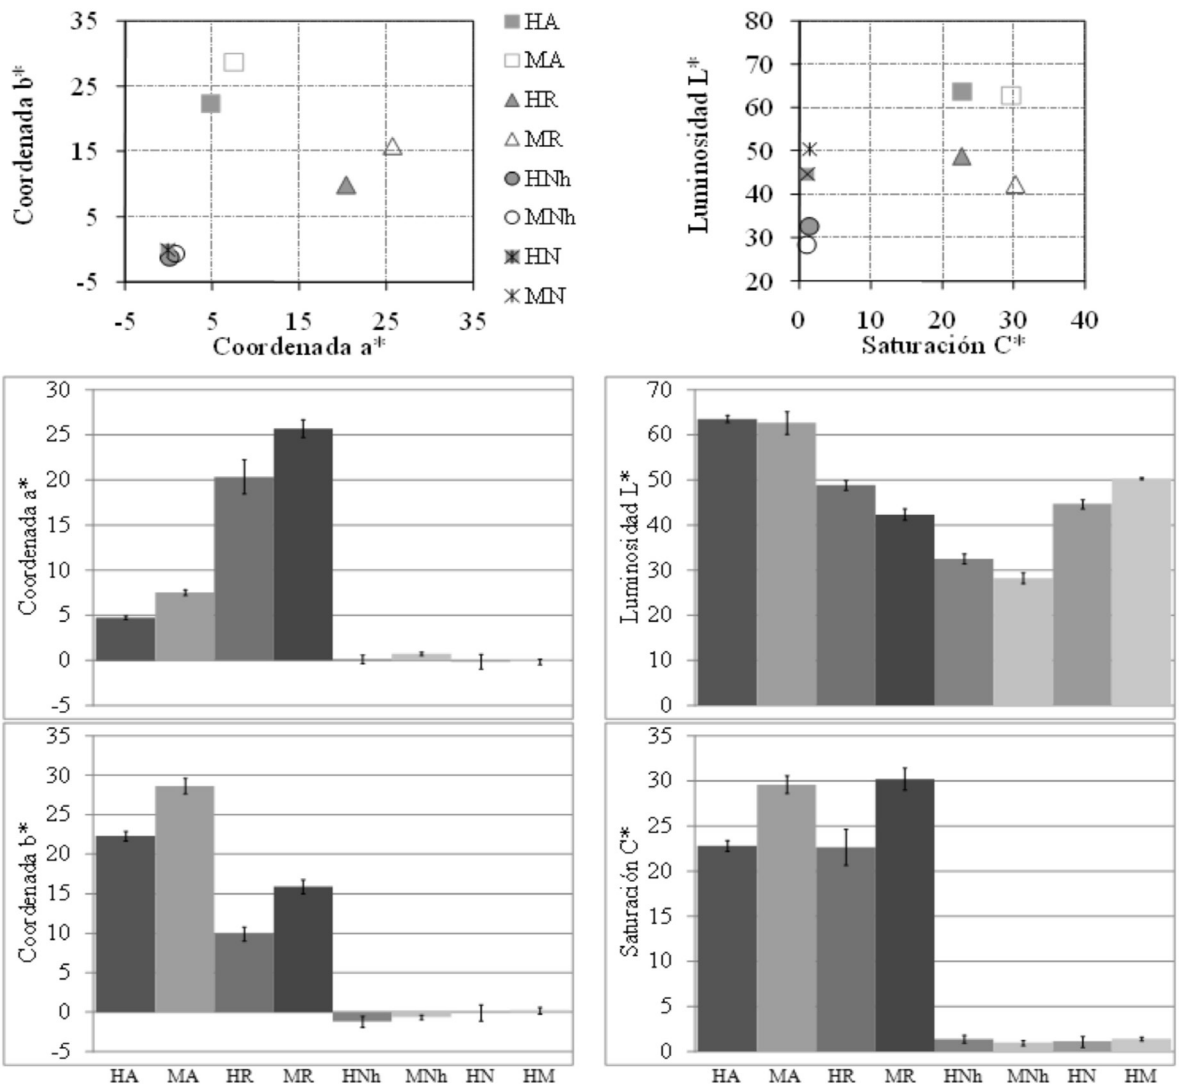 Coordenada b*
35
25
15
5
-5
-5 5 15 25 35
Coordenada a*
HA
MA
HR
MR
HNh
MNh
HN
MN
Luminosidad L*
80
70
60
50
40
30
20
0 10 20 30 40
Saturación C*
Coordenada a*
30
25
20
15
10
5
0
-5
Luminosidad L*
70
60
50
40
30
20
10
0
Coordenada b*
35
30
25
20
15
10
5
0
-5
HA MA HR MR HNh MNh HN HM
Saturación C*
35
30
25
20
15
10
5
0
HA MA HR MR HNh MNh HN HM